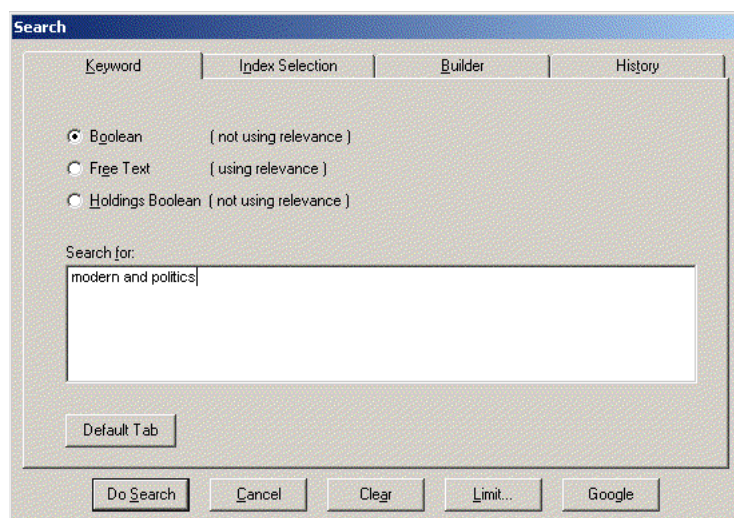 Search
Keyword Index Selection Builder History
Boolean ( not using relevance )
Free Text ( using relevance )
Holdings Boolean ( not using relevance )
Search for:
modern and politics
Default Tab
Do Search Cancel Clear Limit... Google